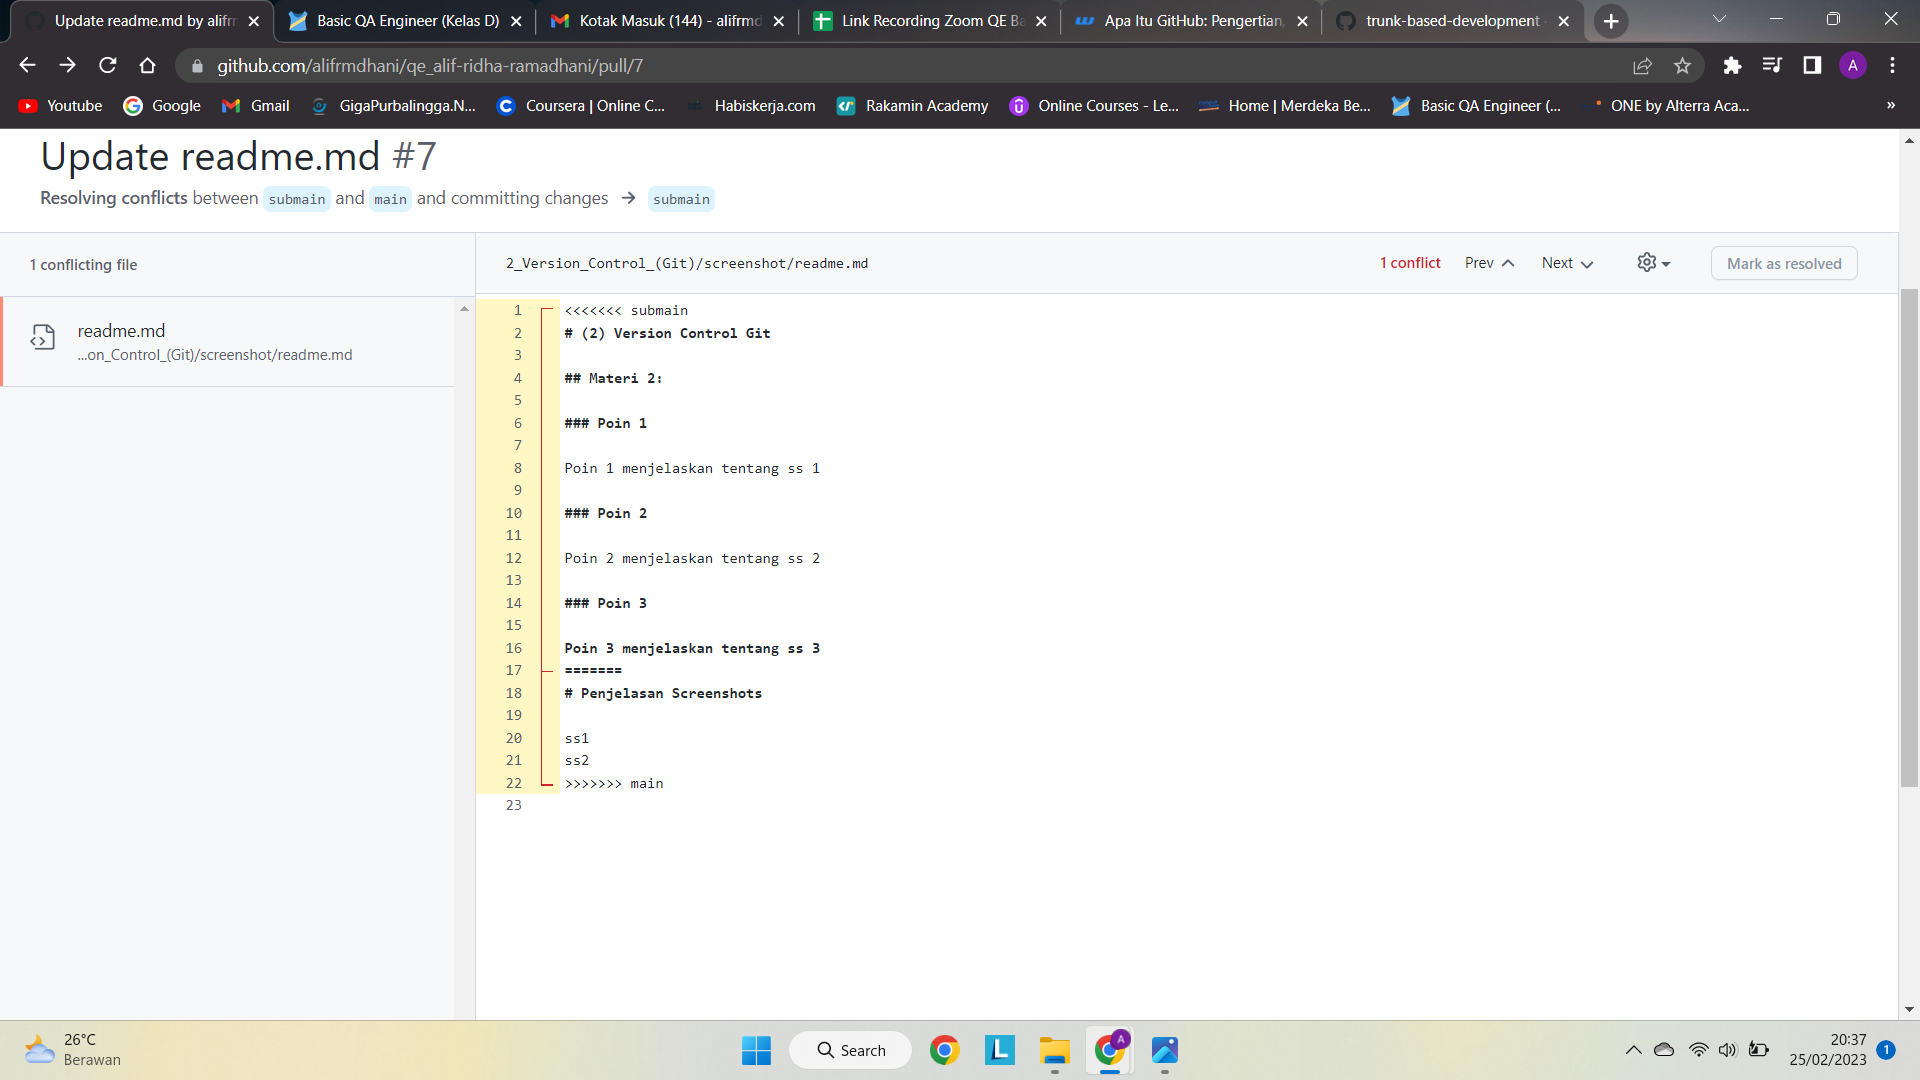 Update readme.md by alifr
Basic QA Engineer (Kelas D)
Kotak Masuk (144) - alifrmd
Link Recording Zoom QE Ba
Apa Itu GitHub: Pengertian,
trunk-based-development
github.com/alifrmdhani/qe_alif-ridha-ramadhani/pull/7
A
Youtube
Google
Gmail
GigaPurbalingga.N...
Coursera | Online C...
Habiskerja.com
Rakamin Academy
Online Courses - Le...
Home | Merdeka Be...
Basic QA Engineer (...
ONE by Alterra Aca...
»
Update readme.md #7
Resolving conflicts between submain and main and committing changes → submain
1 conflicting file
2_Version_Control_(Git)/screenshot/readme.md
1 conflict
Prev
Next
Mark as resolved
readme.md
...on_Control_(Git)/screenshot/readme.md
1 <<<<<<< submain
2 # (2) Version Control Git
3
4 ## Materi 2:
5
6 ### Poin 1
7
8 Poin 1 menjelaskan tentang ss 1
9
10 ### Poin 2
11
12 Poin 2 menjelaskan tentang ss 2
13
14 ### Poin 3
15
16 Poin 3 menjelaskan tentang ss 3
17 =======
18 # Penjelasan Screenshots
19
20 ss1
21 ss2
22 >>>>>>> main
23
26°C
Berawan
Search
L
A
20:37
25/02/2023
1